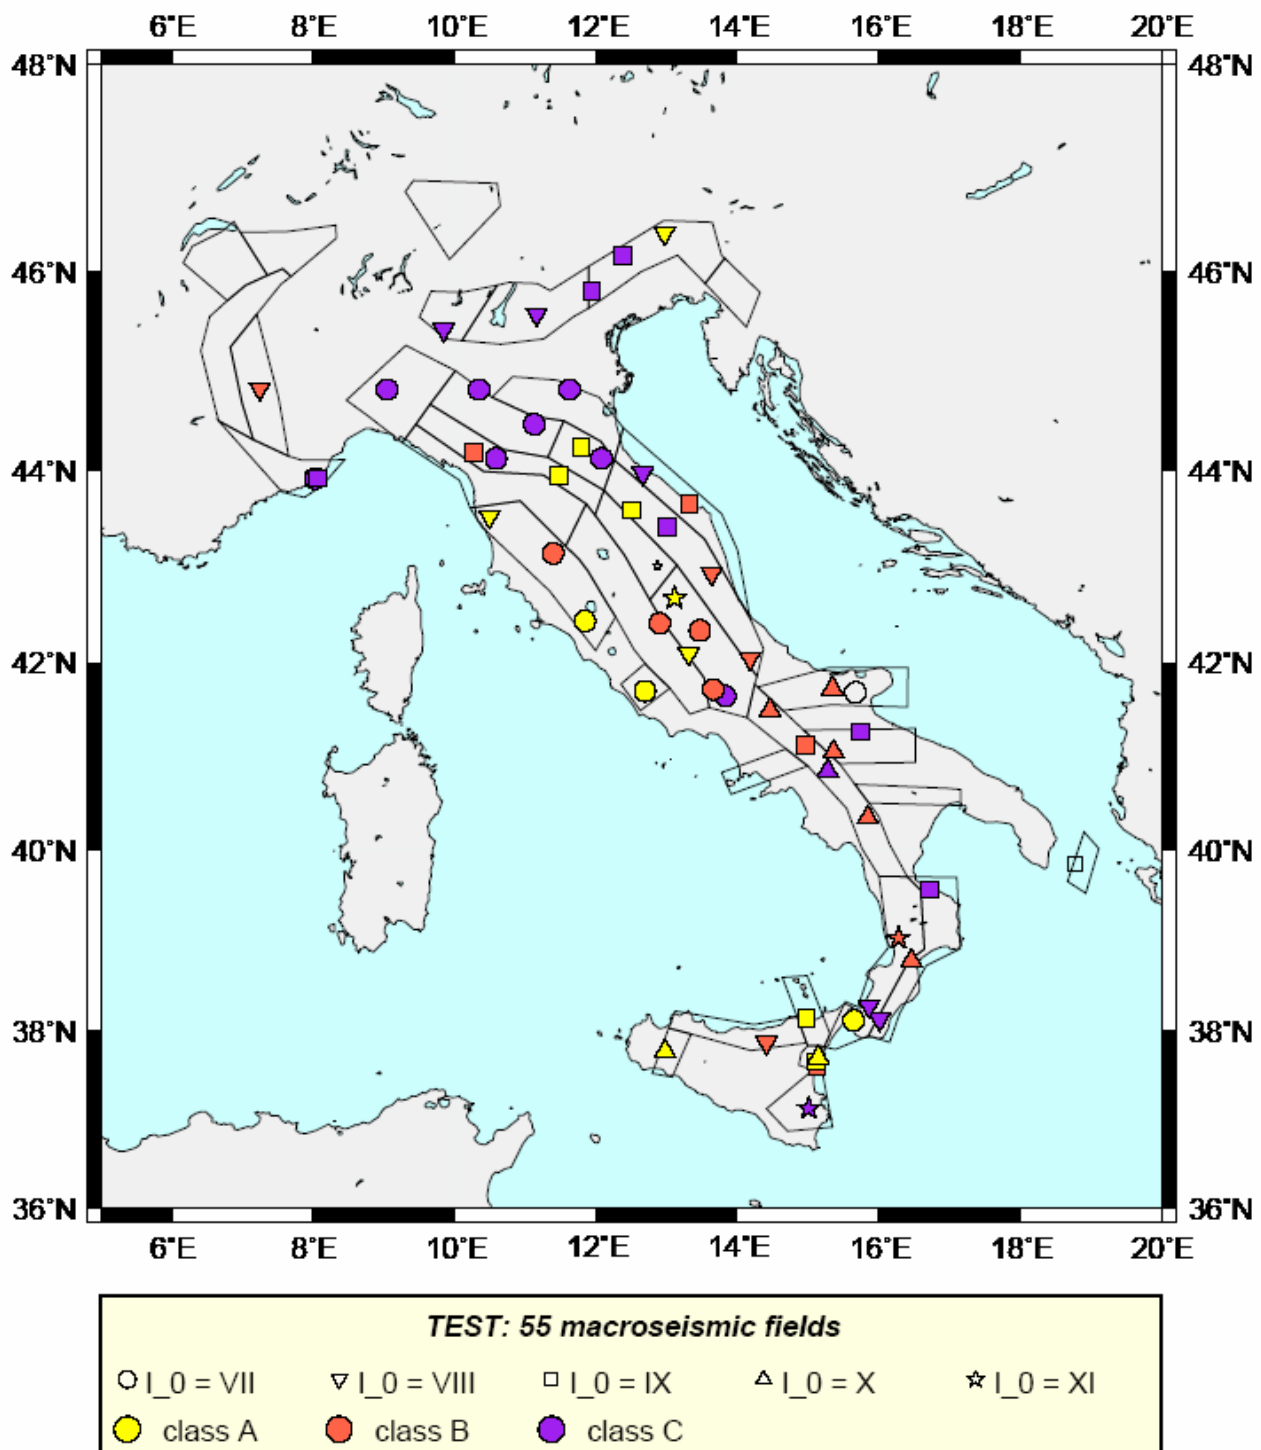 6°E 8°E 10°E 12°E 14°E 16°E 18°E 20°E
48°N 48°N
46°N 46°N
44°N 44°N
42°N 42°N
40°N 40°N
38°N 38°N
36°N 36°N
6°E 8°E 10°E 12°E 14°E 16°E 18°E 20°E
TEST: 55 macroseismic fields
I_0 = VII I_0 = VIII I_0 = IX I_0 = X I_0 = XI
class A class B class C